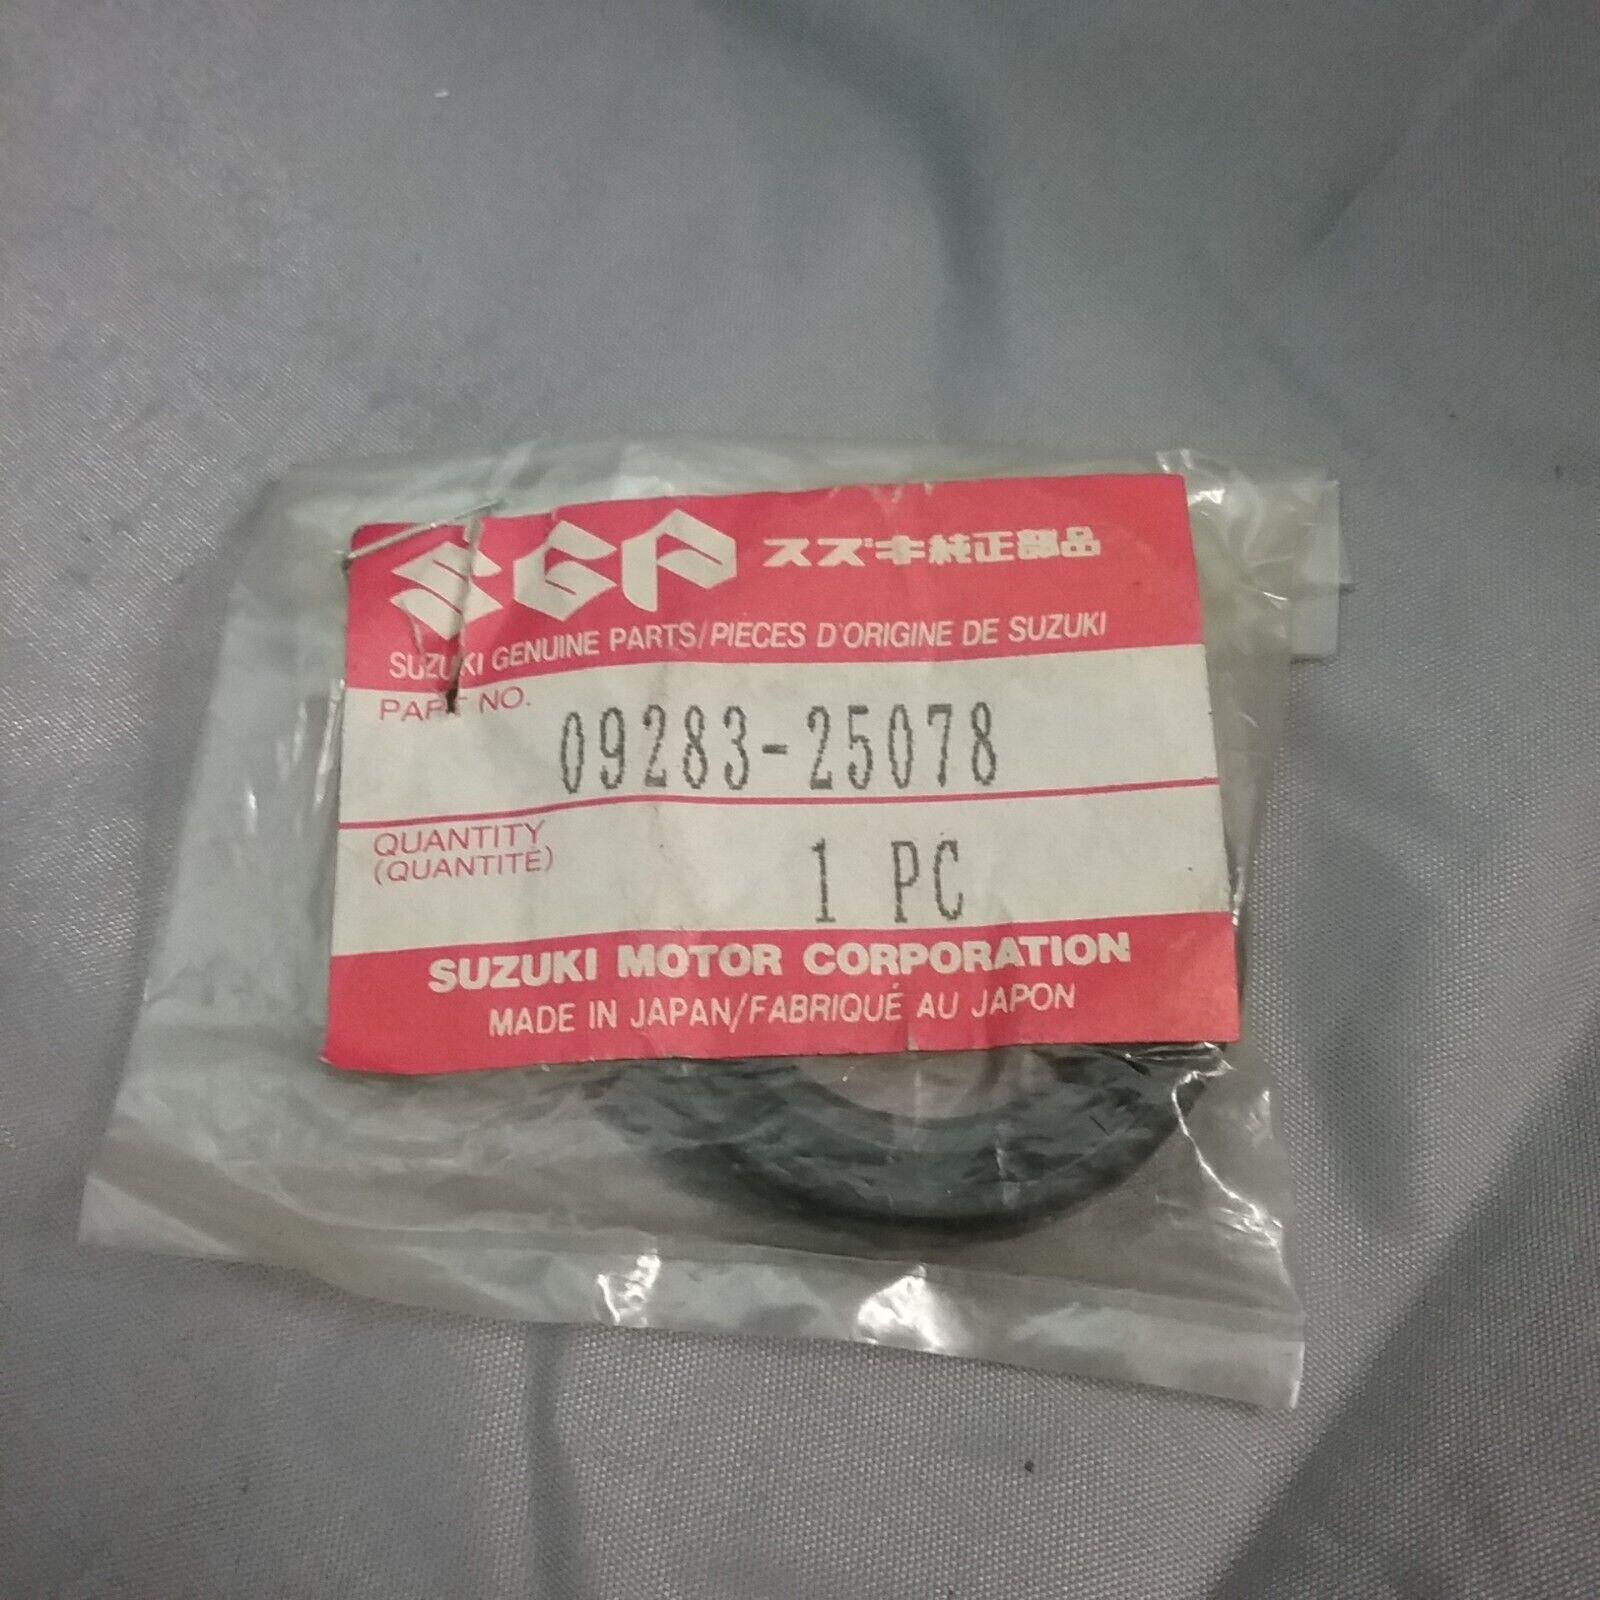 SGP スズキ純正部品
SUZUKI GENUINE PARTS/PIECES D'ORIGINE DE SUZUKI
PART NO. 09283-25078
QUANTITY 1 PC
(QUANTITÉ)
SUZUKI MOTOR CORPORATION
MADE IN JAPAN/FABRIQUÉ AU JAPON